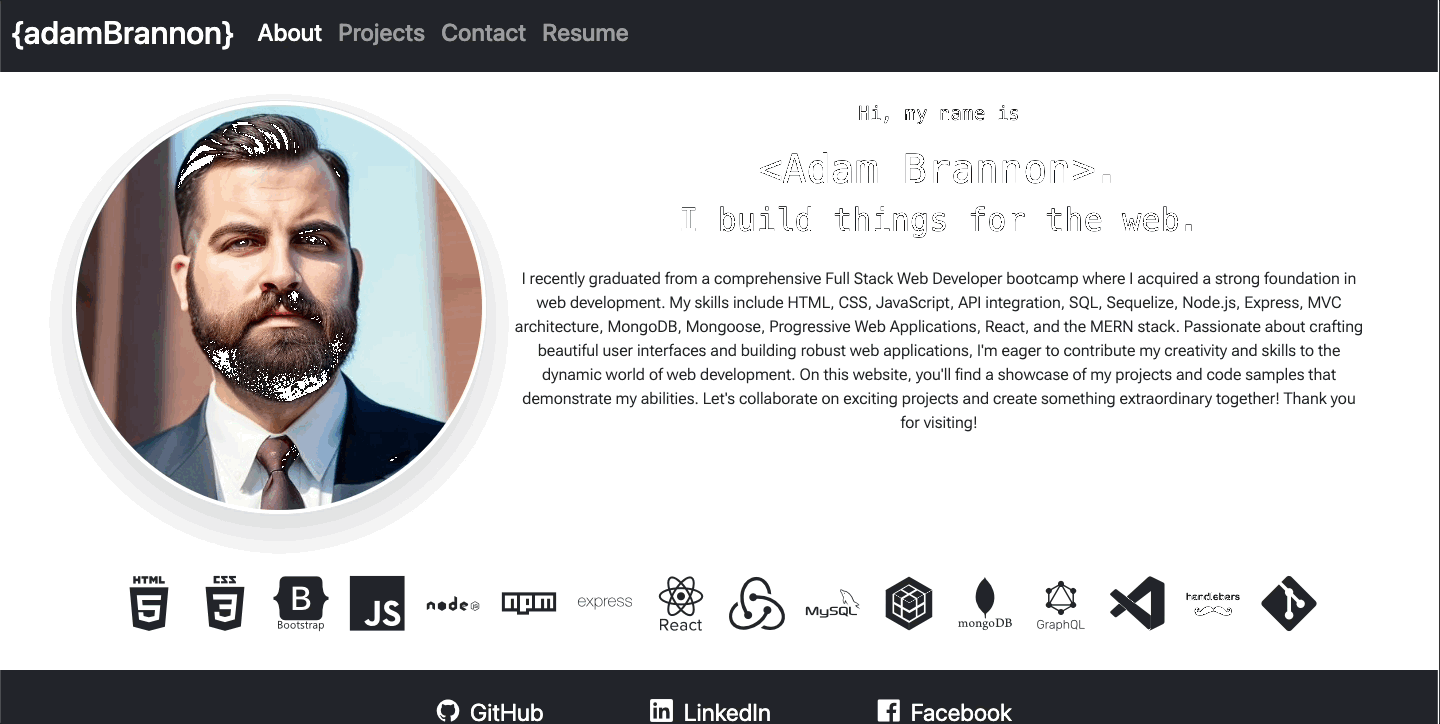 {adamBrannon} About Projects Contact Resume
Hi, my name is
<Adam Brannon>.
I build things for the web.
I recently graduated from a comprehensive Full Stack Web Developer bootcamp where I acquired a strong foundation in
web development. My skills include HTML, CSS, JavaScript, API integration, SQL, Sequelize, Node.js, Express, MVC
architecture, MongoDB, Mongoose, Progressive Web Applications, React, and the MERN stack. Passionate about crafting
beautiful user interfaces and building robust web applications, I'm eager to contribute my creativity and skills to the
dynamic world of web development. On this website, you'll find a showcase of my projects and code samples that
demonstrate my abilities. Let's collaborate on exciting projects and create something extraordinary together! Thank you
for visiting!
HTML 5 CSS 3 B Bootstrap JS node JS npm express React MySQL mongoDB GraphQL handlebars
GitHub LinkedIn Facebook